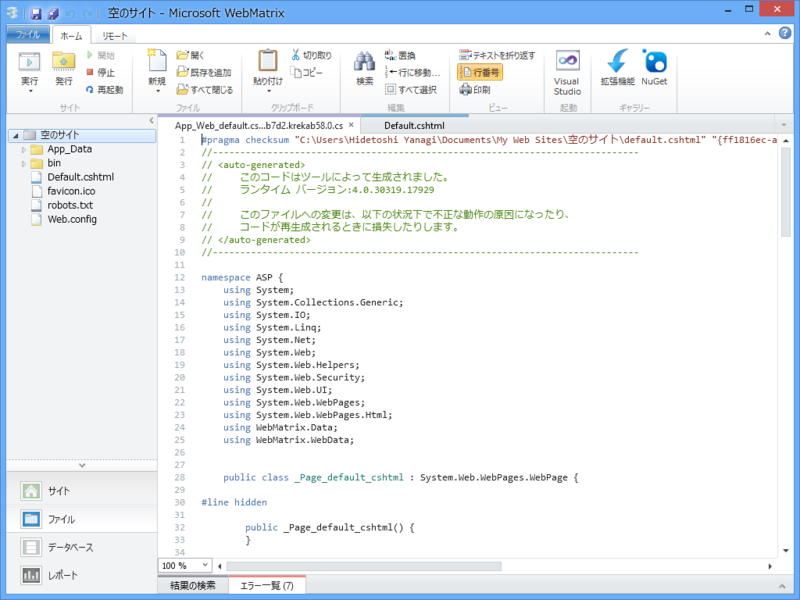 空のサイト - Microsoft WebMatrix
ファイル ホーム リモート
実行
発行
開始
停止
再起動
サイト
新規
開く
既存を追加
すべて閉じる
ファイル
貼り付け
切り取り
コピー
クリップボード
検索
置換
行に移動...
すべて選択
編集
テキストを折り返す
行番号
印刷
ビュー
Visual
Studio
起動
拡張機能
NuGet
ギャラリー
空のサイト
App_Data
bin
Default.cshtml
favicon.ico
robots.txt
Web.config
サイト
ファイル
データベース
レポート
App_Web_default.cs...b7d2.krekab58.0.cs × Default.cshtml
1 #pragma checksum "C:\Users\Hidetoshi Yanagi\Documents\My Web Sites\空のサイト\default.cshtml" "{ff1816ec-a
2 //------------------------------------------------------------------------------
3 // <auto-generated>
4 // このコードはツールによって生成されました。
5 // ランタイム バージョン:4.0.30319.17929
6 //
7 // このファイルへの変更は、以下の状況下で不正な動作の原因になったり、
8 // コードが再生成されるときに損失したりします。
9 // </auto-generated>
10 //------------------------------------------------------------------------------
11
12 namespace ASP {
13 using System;
14 using System.Collections.Generic;
15 using System.IO;
16 using System.Linq;
17 using System.Net;
18 using System.Web;
19 using System.Web.Helpers;
20 using System.Web.Security;
21 using System.Web.UI;
22 using System.Web.WebPages;
23 using System.Web.WebPages.Html;
24 using WebMatrix.Data;
25 using WebMatrix.WebData;
26
27
28 public class _Page_default_cshtml : System.Web.WebPages.WebPage {
29
30 #line hidden
31
32 public _Page_default_cshtml() {
33 }
34
100 %
結果の検索 エラー一覧 (7)